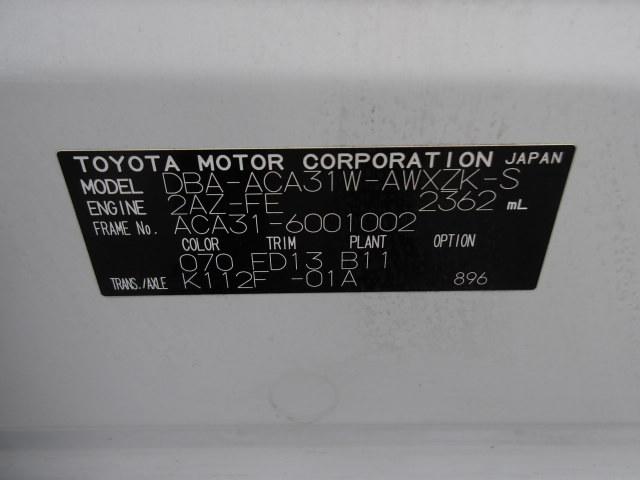 TOYOTA MOTOR CORPORATION JAPAN
MODEL DBA-ACA31W-AWXZK-S
ENGINE 2AZ-FE 2362 mL
FRAME No. ACA31-6001002
COLOR TRIM PLANT OPTION
070 FD13 B11
TRANS./AXLE K112F -01A 896